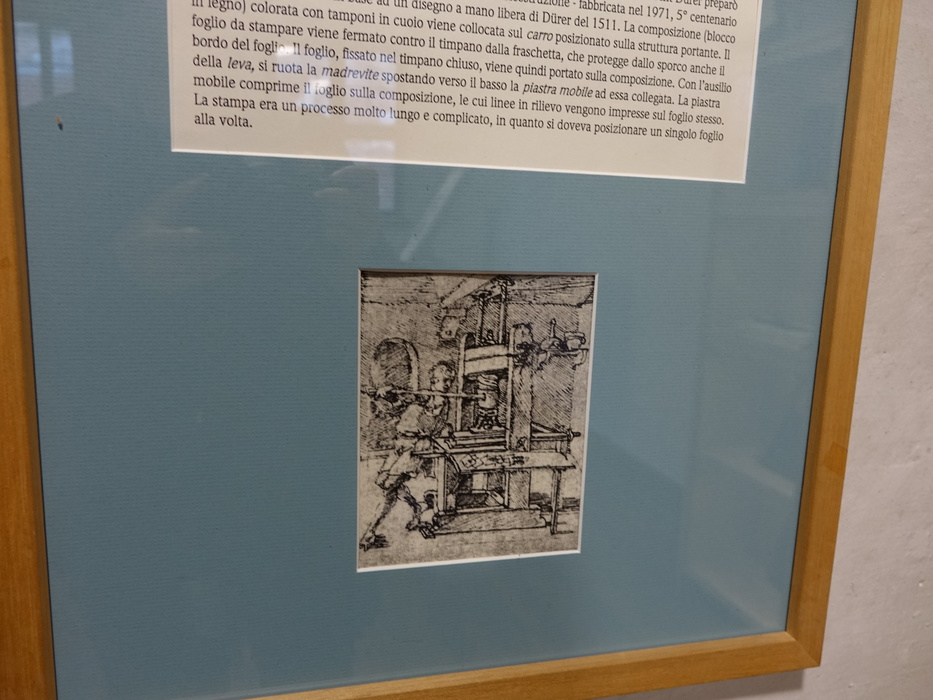 Dürer preparò
base ad un disegno a mano libera di Dürer del 1511. La composizione (blocco
in legno) colorata con tamponi in cuoio viene collocata sul carro posizionato sulla struttura portante. Il
foglio da stampare viene fermato contro il timpano dalla fraschetta, che protegge dallo sporco anche il
bordo del foglio. Il foglio, fissato nel timpano chiuso, viene quindi portato sulla composizione. Con l'ausilio
della leva, si ruota la madrevite spostando verso il basso la piastra mobile ad essa collegata. La piastra
mobile comprime il foglio sulla composizione, le cui linee in rilievo vengono impresse sul foglio stesso.
La stampa era un processo molto lungo e complicato, in quanto si doveva posizionare un singolo foglio
alla volta.